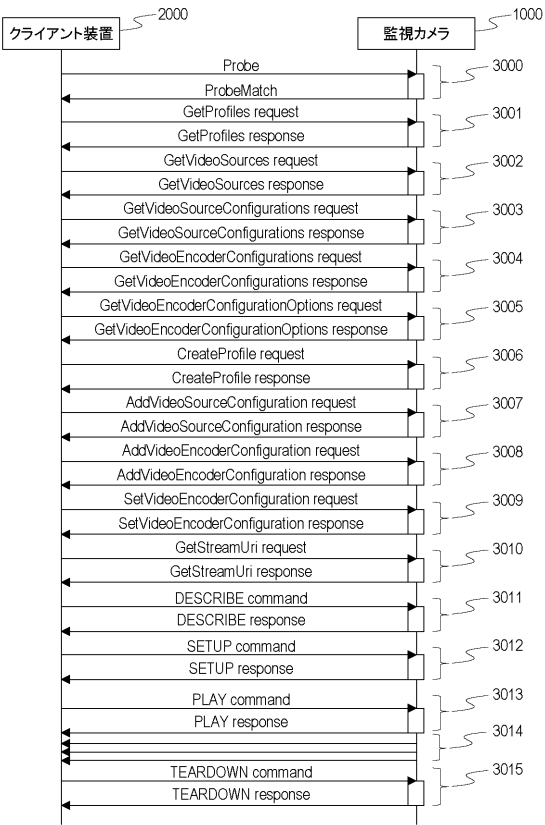 2000
1000
クライアント装置
監視カメラ
Probe
3000
ProbeMatch
GetProfiles request
3001
GetProfiles response
GetVideoSources request
3002
GetVideoSources response
GetVideoSourceConfigurations request
3003
GetVideoSourceConfigurations response
GetVideoEncoderConfigurations request
3004
GetVideoEncoderConfigurations response
GetVideoEncoderConfigurationOptions request
3005
GetVideoEncoderConfigurationOptions response
CreateProfile request
3006
CreateProfile response
AddVideoSourceConfiguration request
3007
AddVideoSourceConfiguration response
AddVideoEncoderConfiguration request
3008
AddVideoEncoderConfiguration response
SetVideoEncoderConfiguration request
3009
SetVideoEncoderConfiguration response
GetStreamUri request
3010
GetStreamUri response
DESCRIBE command
3011
DESCRIBE response
SETUP command
3012
SETUP response
PLAY command
3013
PLAY response
3014
TEARDOWN command
3015
TEARDOWN response